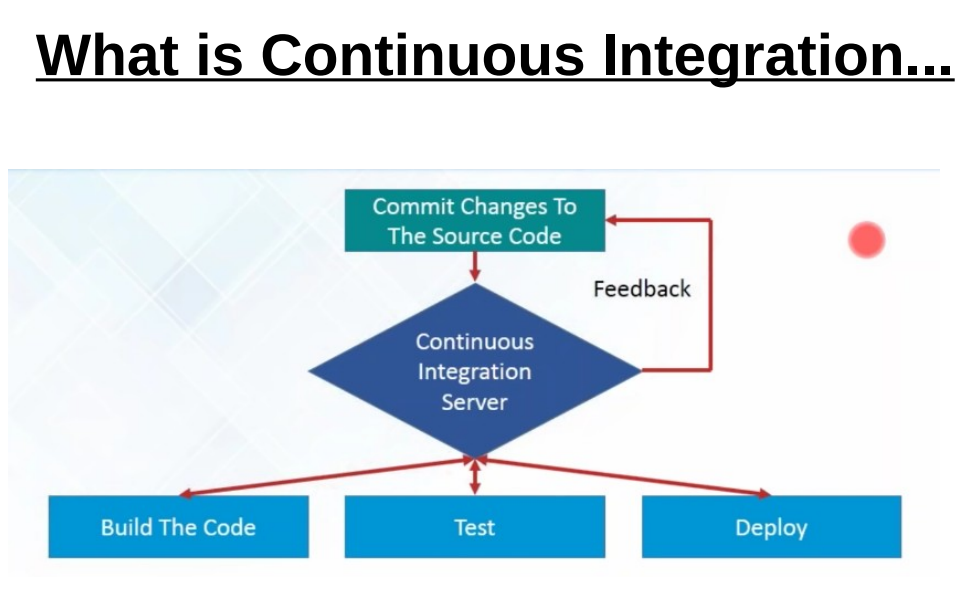 What is Continuous Integration...
Commit Changes To
The Source Code
Feedback
Continuous
Integration
Server
Build The Code
Test
Deploy